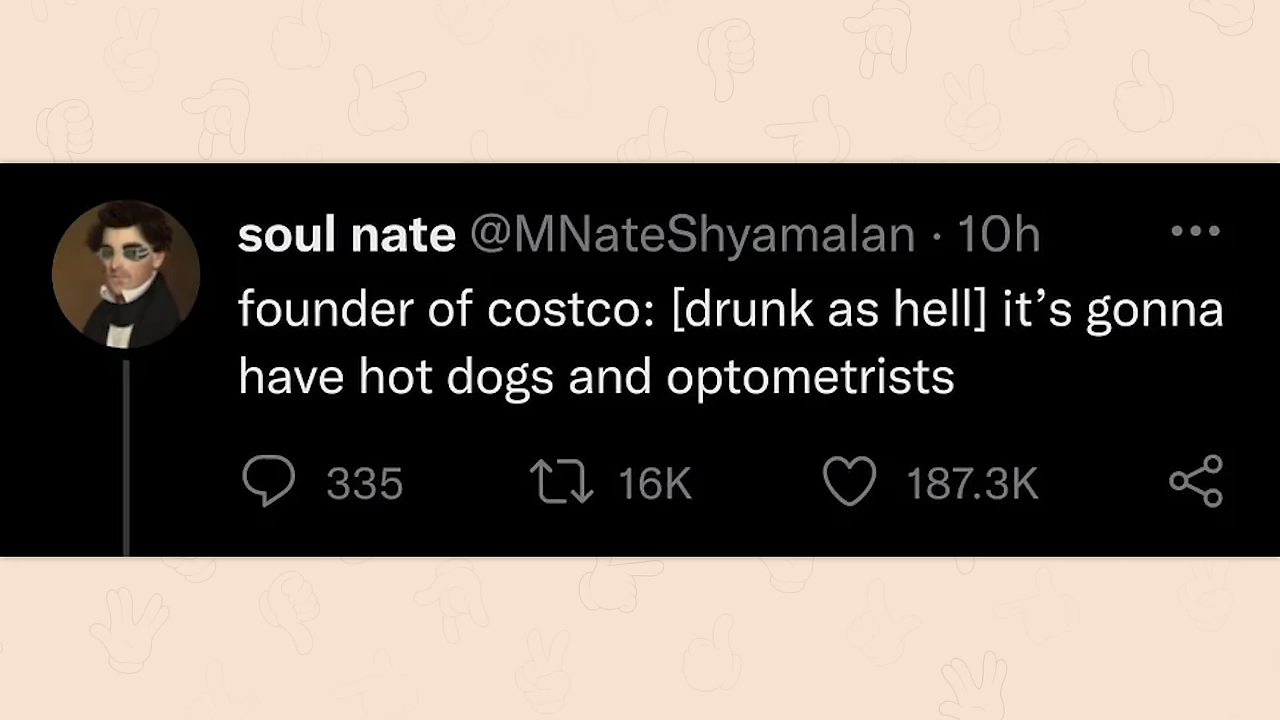 soul nate @MNateShyamalan · 10h
founder of costco: [drunk as hell] it’s gonna
have hot dogs and optometrists
335 16K 187.3K